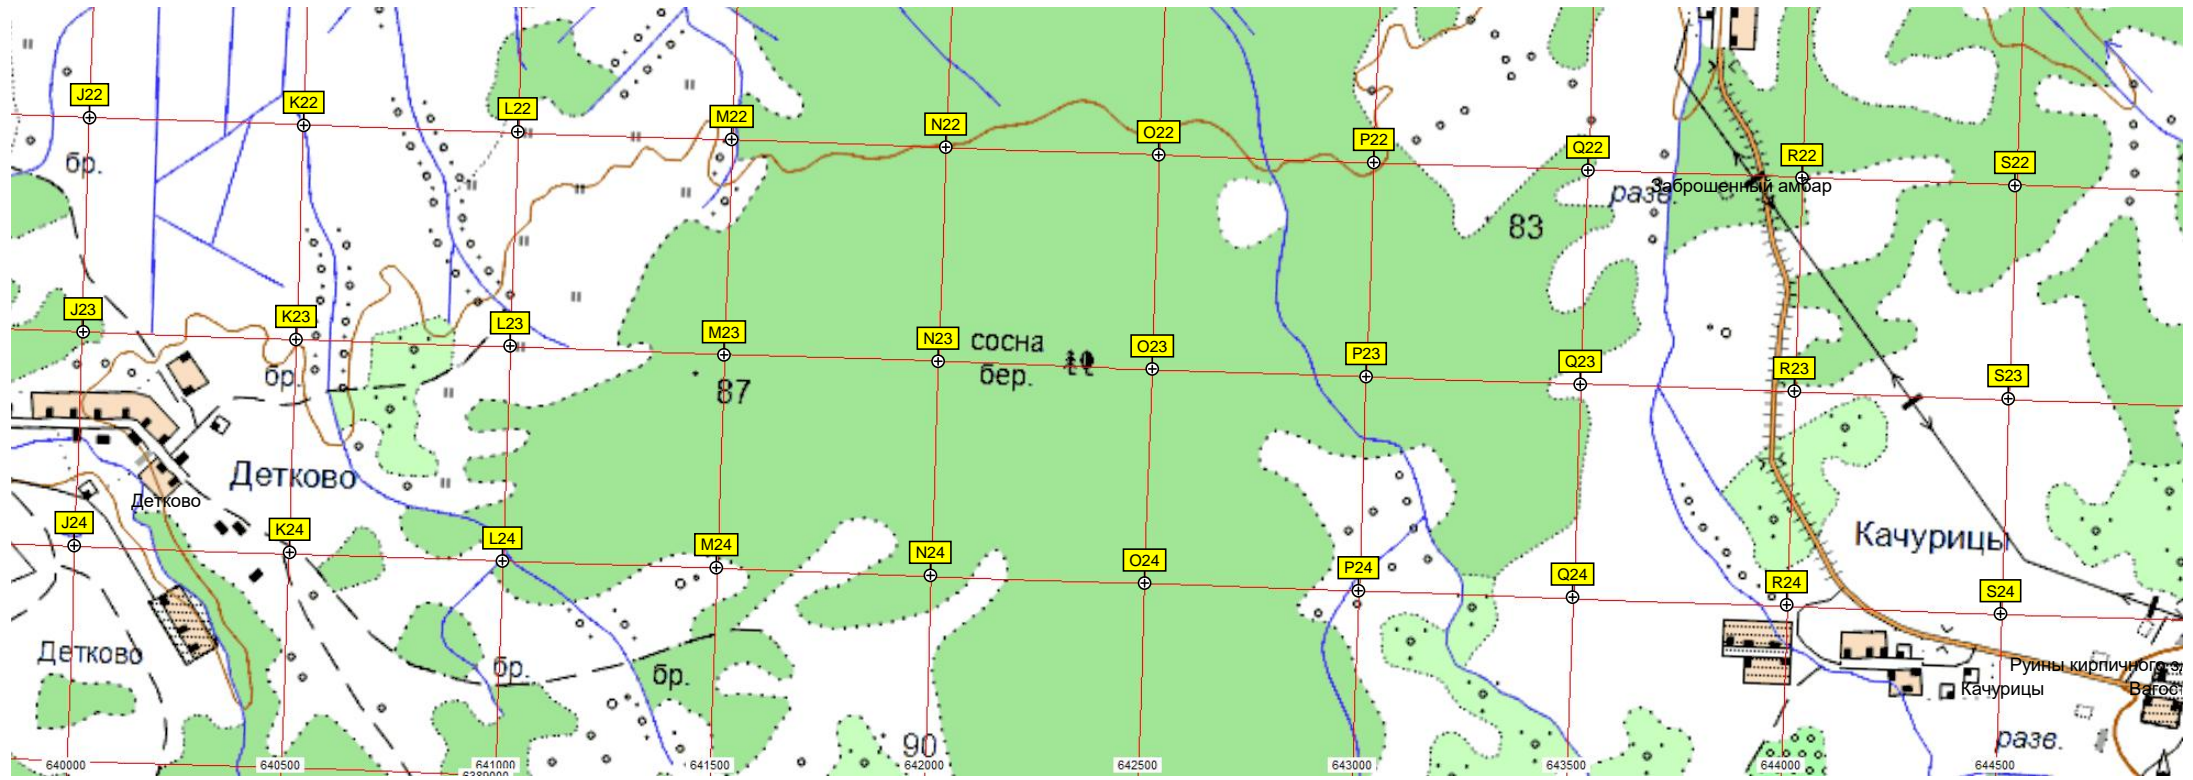 J22
K22
L22
M22
N22
O22
P22
Q22
R22
S22
бр.
разв.
Заброшенный амбар
83
J23
K23
L23
M23
N23
O23
P23
Q23
R23
S23
сосна
бер.
бр.
87
Детково
Детково
J24
K24
L24
M24
N24
O24
P24
Q24
R24
S24
Качурицы
Детково
бр.
бр.
Руины кирпичного
Качурицы
90
разв.
640000
640500
641000
641500
642000
642500
643000
643500
644000
644500
6389000